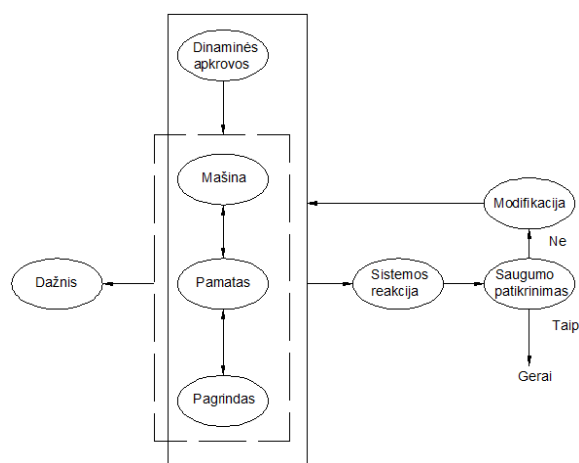 Dinaminės
apkrovos
Mašina
Modifikacija
Ne
Dažnis
Pamatas
Sistemos
reakcija
Saugumo
patikrinimas
Taip
Gerai
Pagrindas